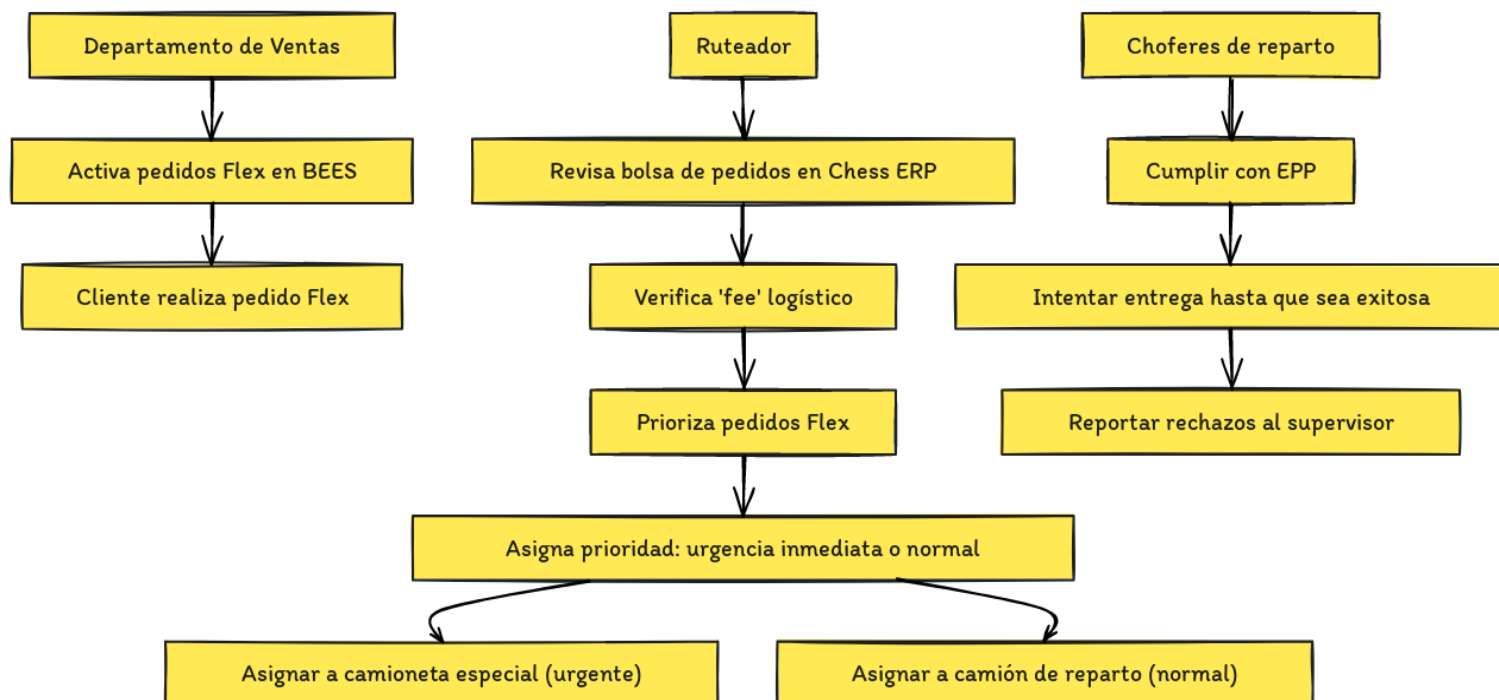 Departamento de Ventas
Ruteador
Choferes de reparto
Activa pedidos Flex en BEES
Revisa bolsa de pedidos en Chess ERP
Cumplir con EPP
Cliente realiza pedido Flex
Verifica 'fee' logístico
Intentar entrega hasta que sea exitosa
Prioriza pedidos Flex
Reportar rechazos al supervisor
Asigna prioridad: urgencia inmediata o normal
Asignar a camioneta especial (urgente)
Asignar a camión de reparto (normal)